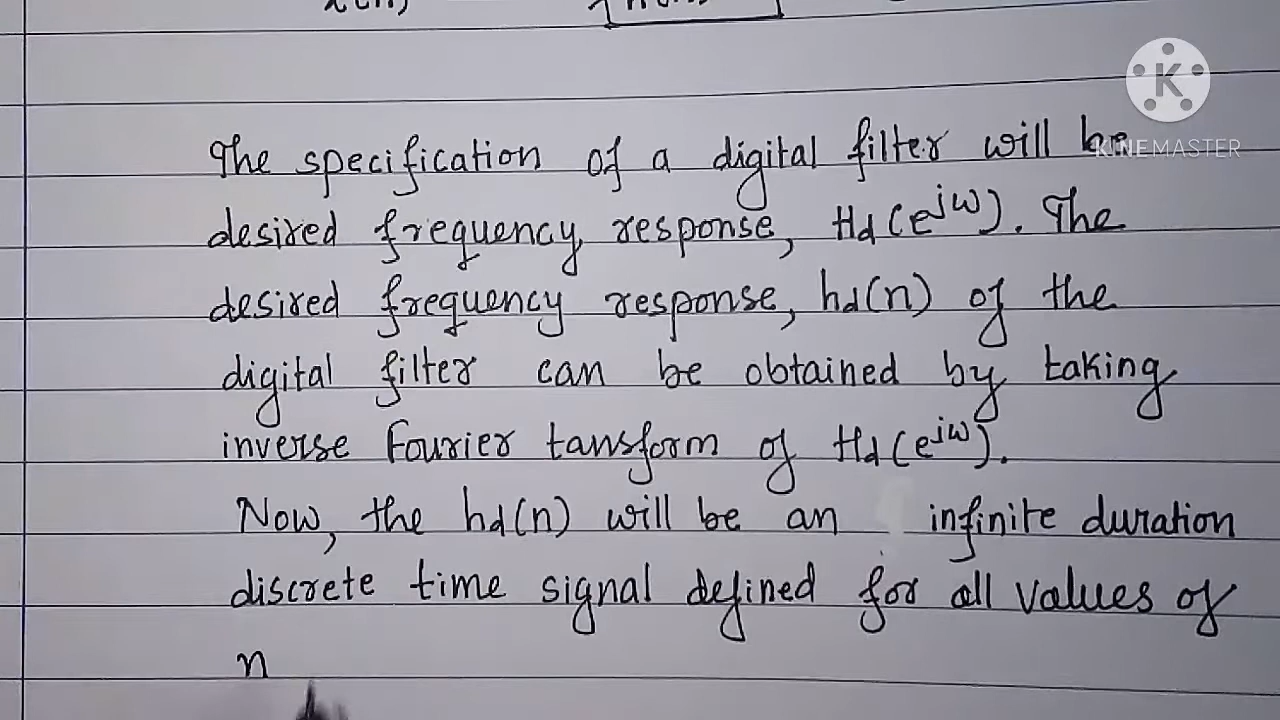 x(n)
K
KINEMASTER
The specification of a digital filter will be
desired frequency response, Hd(e^jω). The
desired frequency response, hd(n) of the
digital filter can be obtained by taking
inverse Fourier tansform of Hd(e^jω).
Now, the hd(n) will be an infinite duration
discrete time signal defined for all values of
n